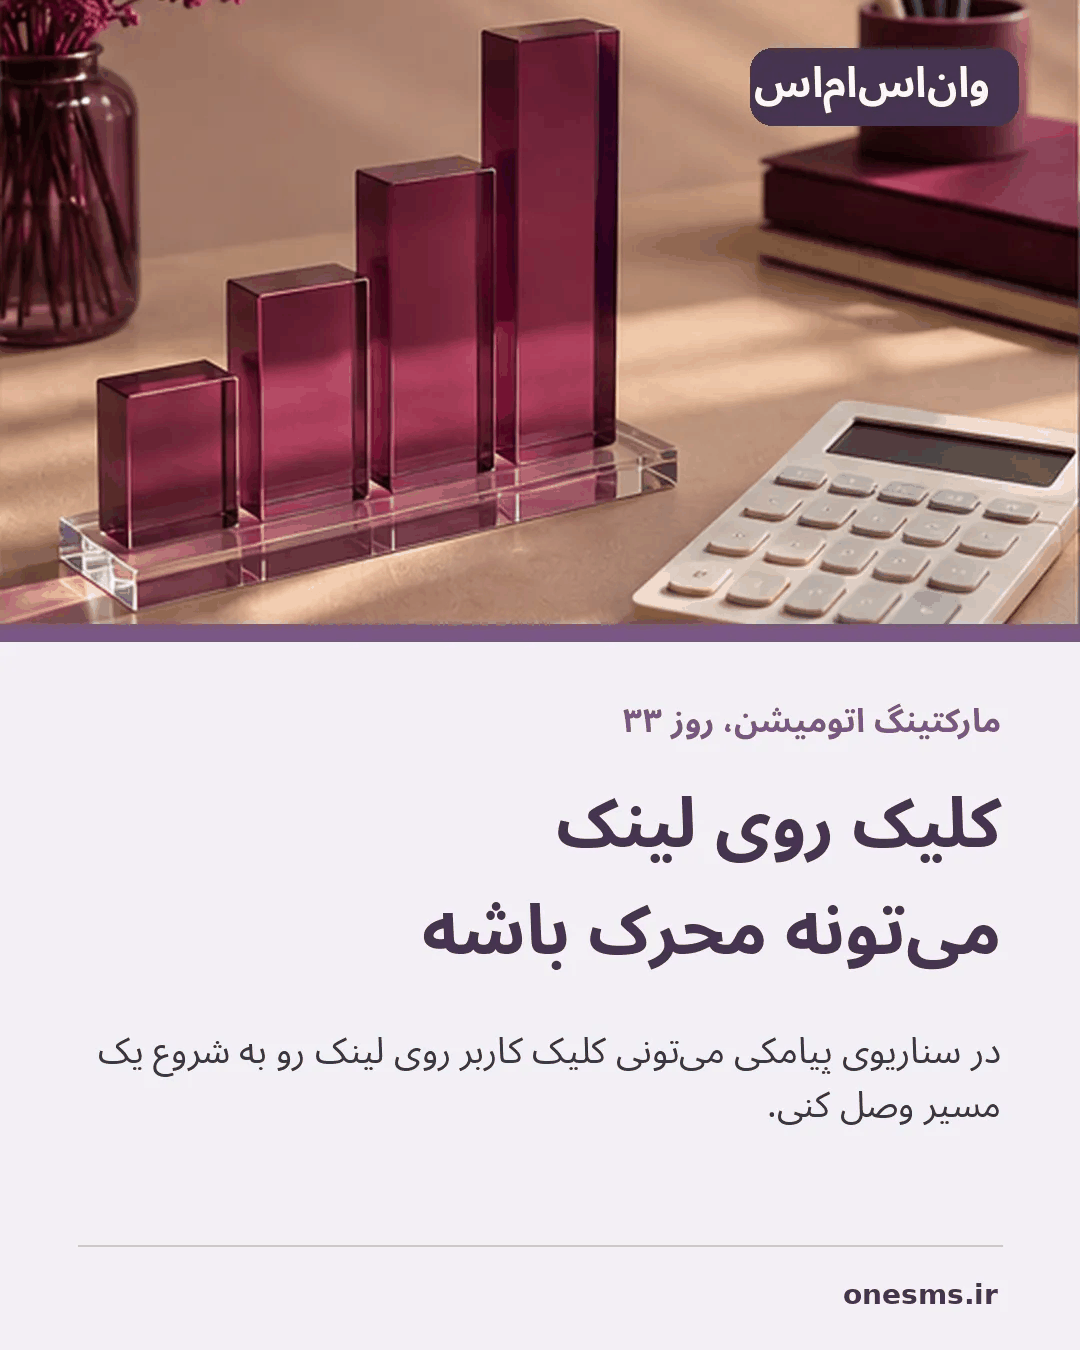 وان‌اس‌ام‌اس
مارکتینگ اتومیشن، روز ۳۳
کلیک روی لینک
می‌تونه محرک باشه
در سناریوی پیامکی می‌تونی کلیک کاربر روی لینک رو به شروع یک
مسیر وصل کنی.
onesms.ir